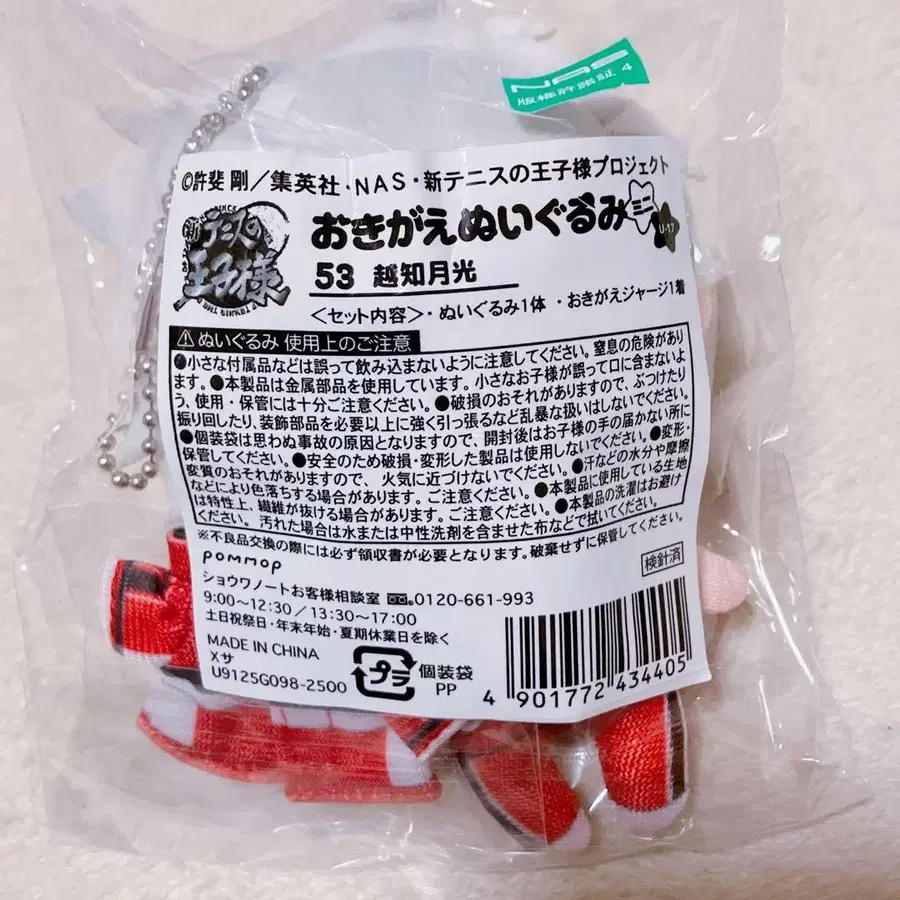 NAS
版権許諾証 4
©許斐 剛／集英社・NAS・新テニスの王子様プロジェクト
新テニスの
王子様
おきがえぬいぐるみ ミニ
U-17
53 越知月光
＜セット内容＞・ぬいぐるみ1体 ・おきがえジャージ1着
⚠ぬいぐるみ 使用上のご注意
●小さな付属品などは誤って飲み込まないように注意してください。窒息の危険があり
ます。●本製品は金属部品を使用しています。小さなお子様が誤って口に含まないよ
う、使用・保管には十分ご注意ください。●破損のおそれがありますので、ぶつけたり
振り回したり、装飾部品を必要以上に強く引っ張るなど乱暴な扱いはしないでください。
●個装袋は思わぬ事故の原因となりますので、開封後はお子様の手の届かない所に
保管してください。●安全のため破損・変形した製品は使用しないでください。●変形・
変質のおそれがありますので、火気に近づけないでください。●汗などの水分や摩擦
などにより色落ちする場合があります。ご注意ください。●本製品に使用している生地
は特性上、繊維が抜ける場合があります。ご注意ください。●本製品の洗濯はお避け
ください。汚れた場合は水または中性洗剤を含ませた布などで拭いてください。
※不良品交換の際には必ず領収書が必要となります。破棄せずに保管してください。
pommop
検針済
ショウワノートお客様相談室 0120-661-993
9:00〜12:30／13:30〜17:00
土日祝祭日・年末年始・夏期休業日を除く
MADE IN CHINA
Xサ
U9125G098-2500
プラ
個装袋
PP
4 901772 434405